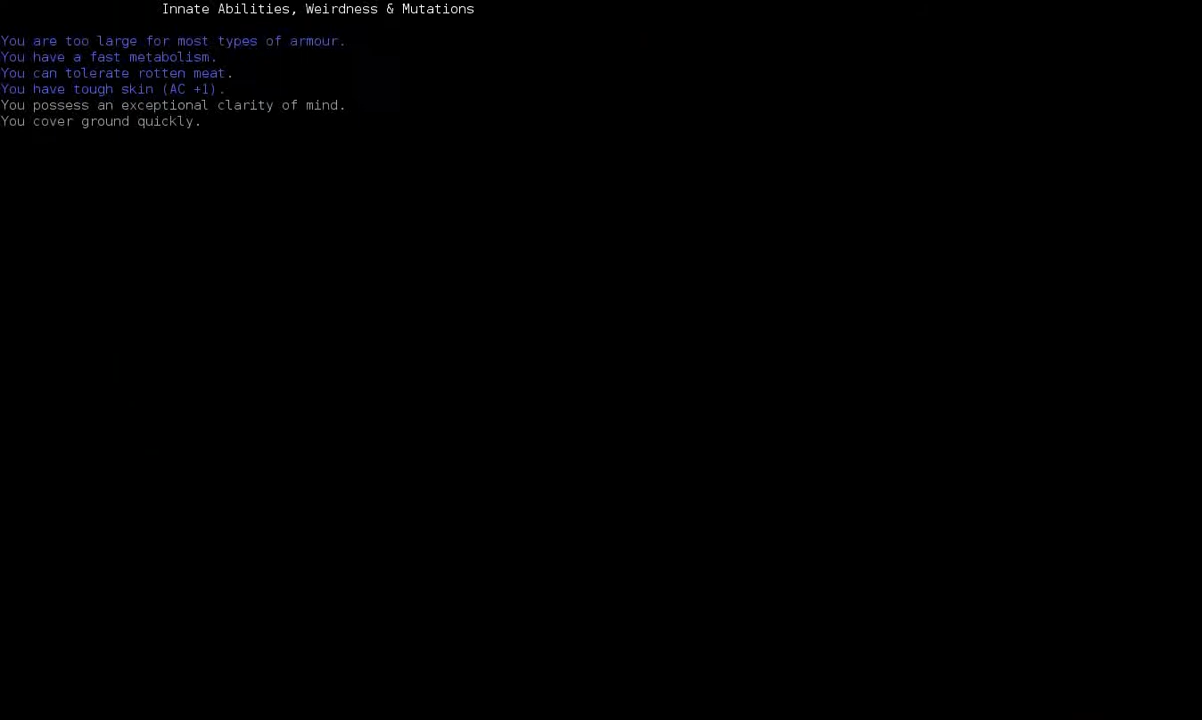 Innate Abilities, Weirdness & Mutations
You are too large for most types of armour.
You have a fast metabolism.
You can tolerate rotten meat.
You have tough skin (AC +1).
You possess an exceptional clarity of mind.
You cover ground quickly.